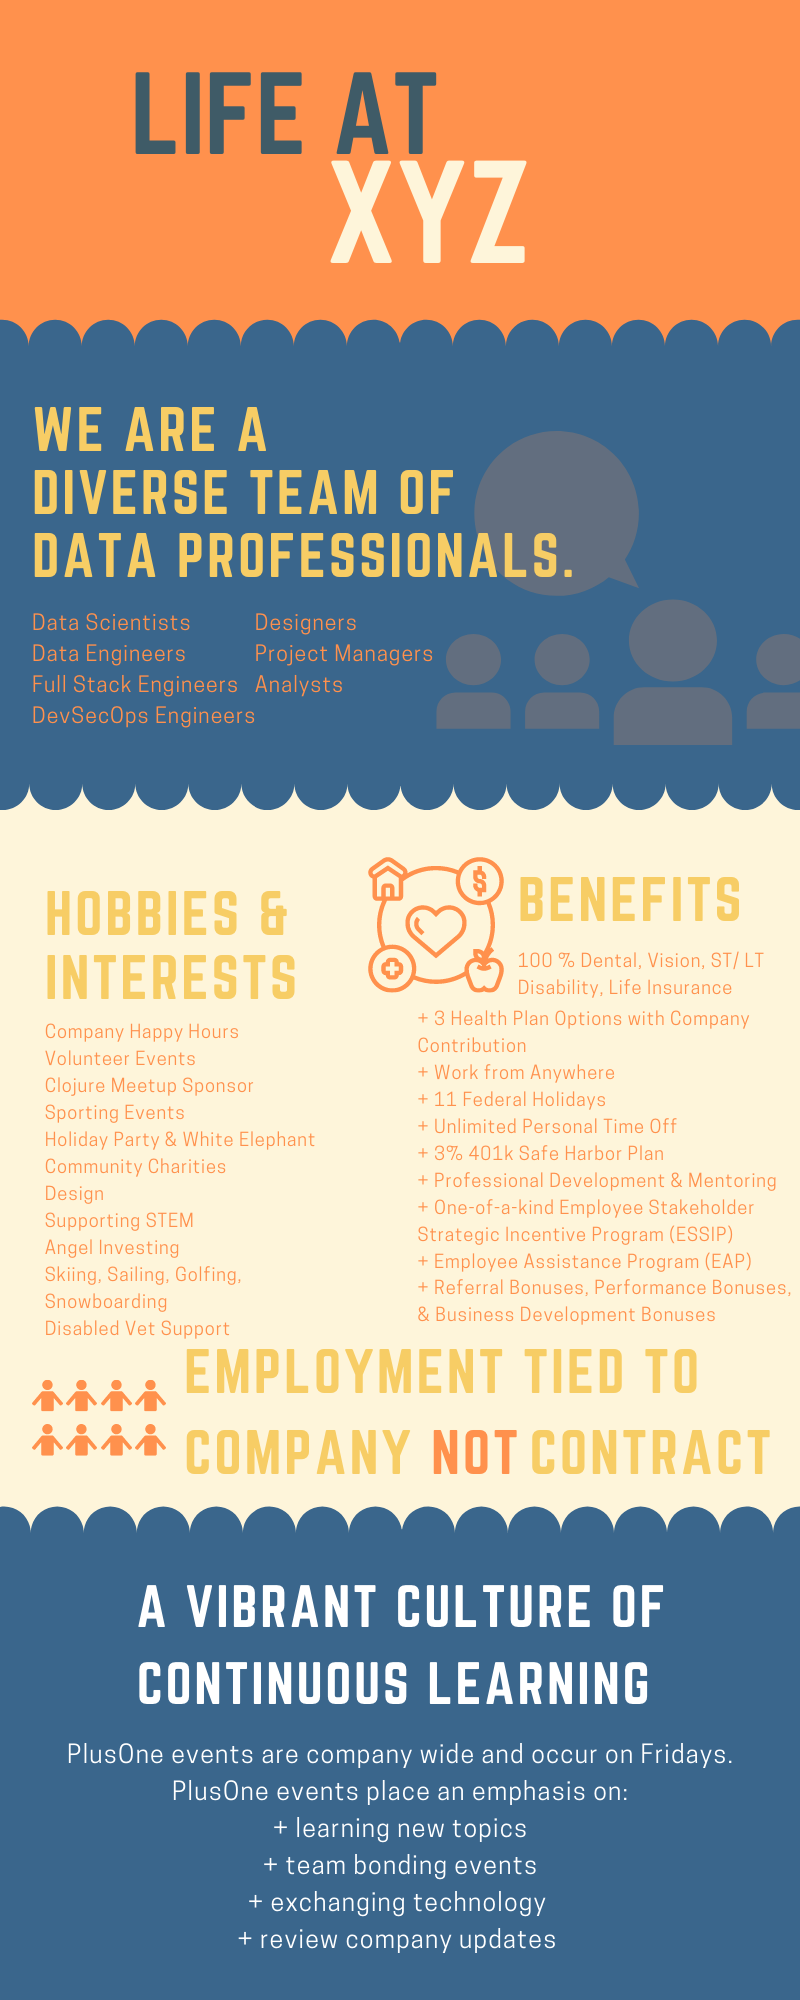 LIFE AT
XYZ
WE ARE A
DIVERSE TEAM OF
DATA PROFESSIONALS.
Data Scientists
Data Engineers
Full Stack Engineers
DevSecOps Engineers
Designers
Project Managers
Analysts
HOBBIES &
INTERESTS
Company Happy Hours
Volunteer Events
Clojure Meetup Sponsor
Sporting Events
Holiday Party & White Elephant
Community Charities
Design
Supporting STEM
Angel Investing
Skiing, Sailing, Golfing,
Snowboarding
Disabled Vet Support
$
BENEFITS
100 % Dental, Vision, ST/ LT
Disability, Life Insurance
+ 3 Health Plan Options with Company
Contribution
+ Work from Anywhere
+ 11 Federal Holidays
+ Unlimited Personal Time Off
+ 3% 401k Safe Harbor Plan
+ Professional Development & Mentoring
+ One-of-a-kind Employee Stakeholder
Strategic Incentive Program (ESSIP)
+ Employee Assistance Program (EAP)
+ Referral Bonuses, Performance Bonuses,
& Business Development Bonuses
EMPLOYMENT TIED TO
COMPANY NOT CONTRACT
A VIBRANT CULTURE OF
CONTINUOUS LEARNING
PlusOne events are company wide and occur on Fridays.
PlusOne events place an emphasis on:
+ learning new topics
+ team bonding events
+ exchanging technology
+ review company updates